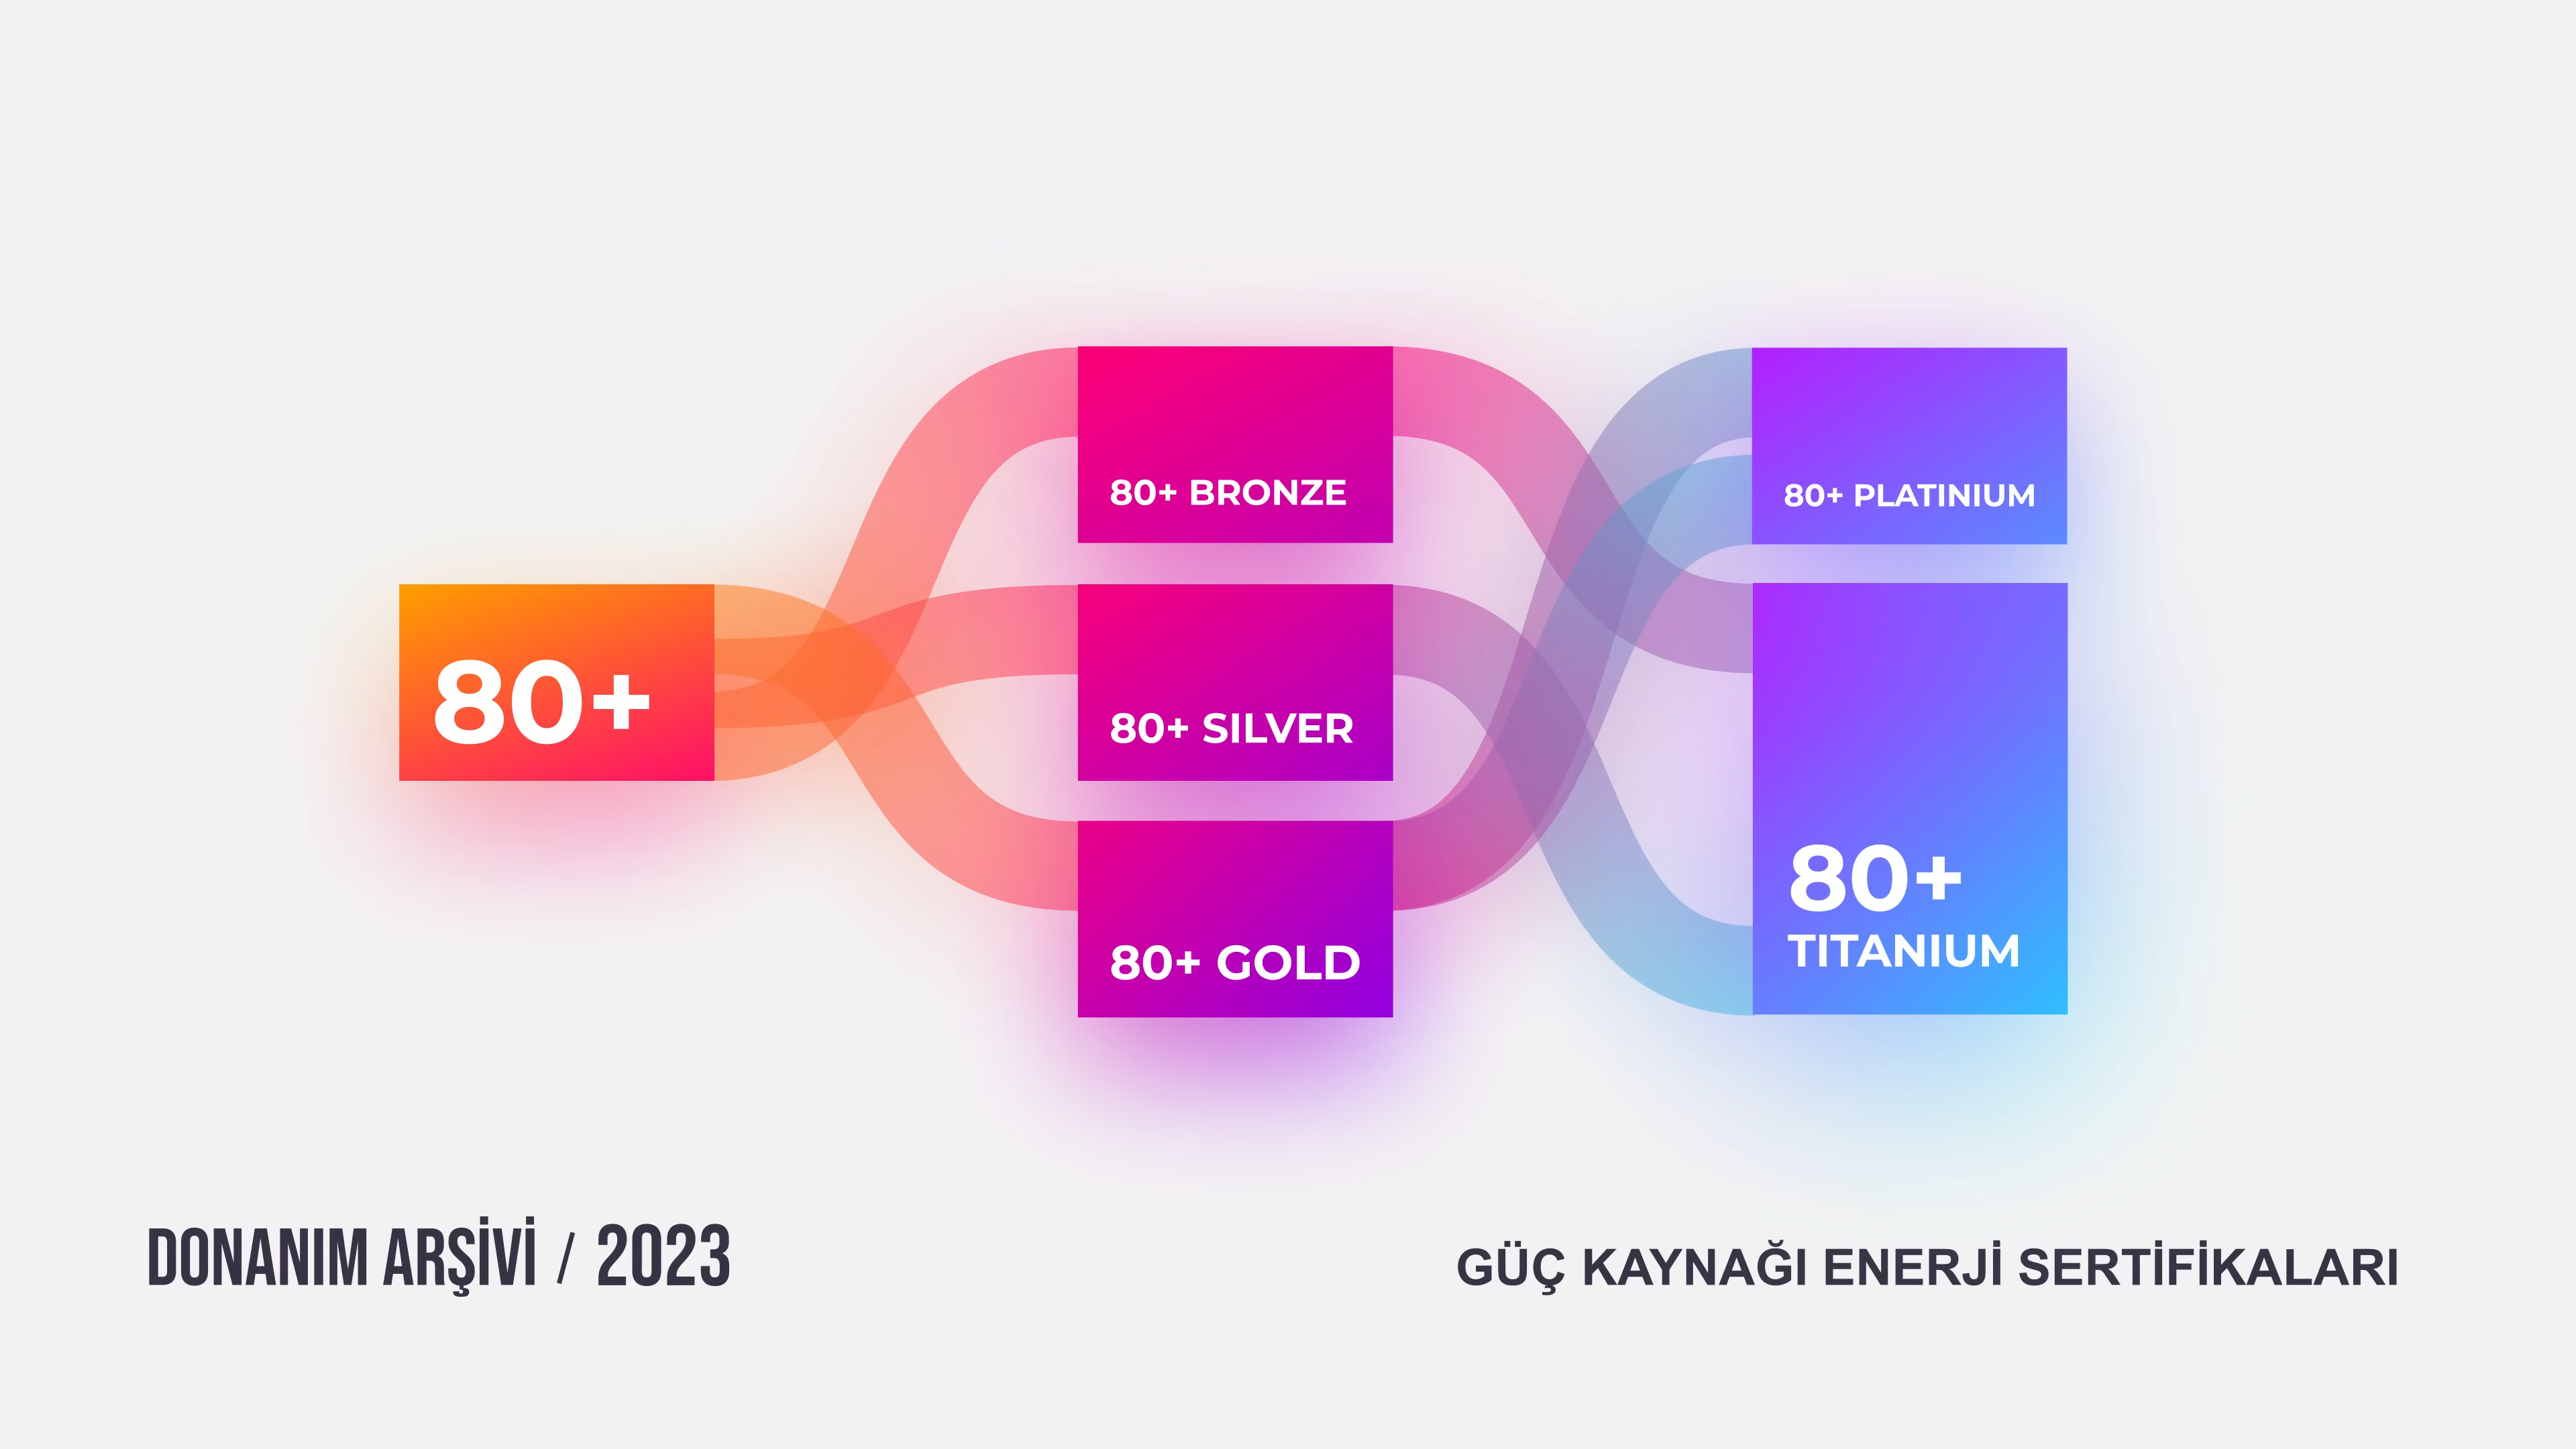 80+
80+ BRONZE
80+ SILVER
80+ GOLD
80+ PLATINIUM
80+
TITANIUM
DONANIM ARŞİVİ / 2023
GÜÇ KAYNAĞI ENERJİ SERTİFİKALARI